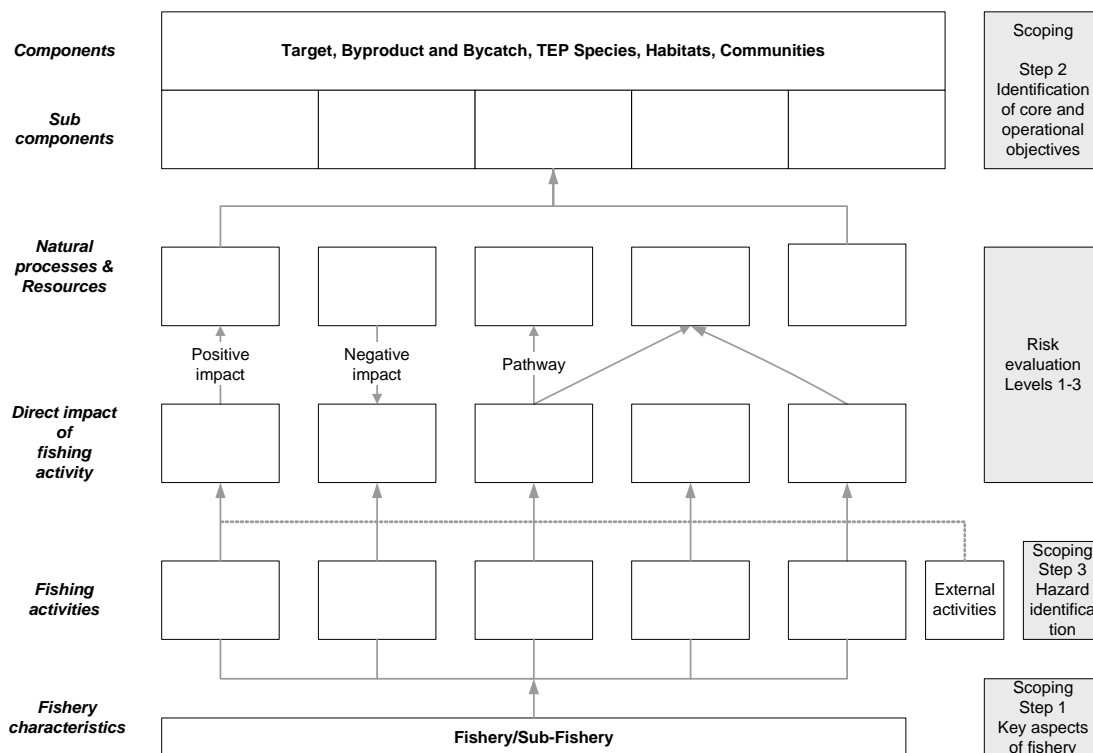 Components
Target, Byproduct and Bycatch, TEP Species, Habitats, Communities
Scoping
Step 2
Identification
of core and
operational
objectives
Sub
components
Natural
processes &
Resources
Positive
impact
Negative
impact
Pathway
Risk
evaluation
Levels 1-3
Direct impact
of
fishing
activity
Fishing
activities
External
activities
Scoping
Step 3
Hazard
identifica
tion
Fishery
characteristics
Fishery/Sub-Fishery
Scoping
Step 1
Key aspects
of fishery